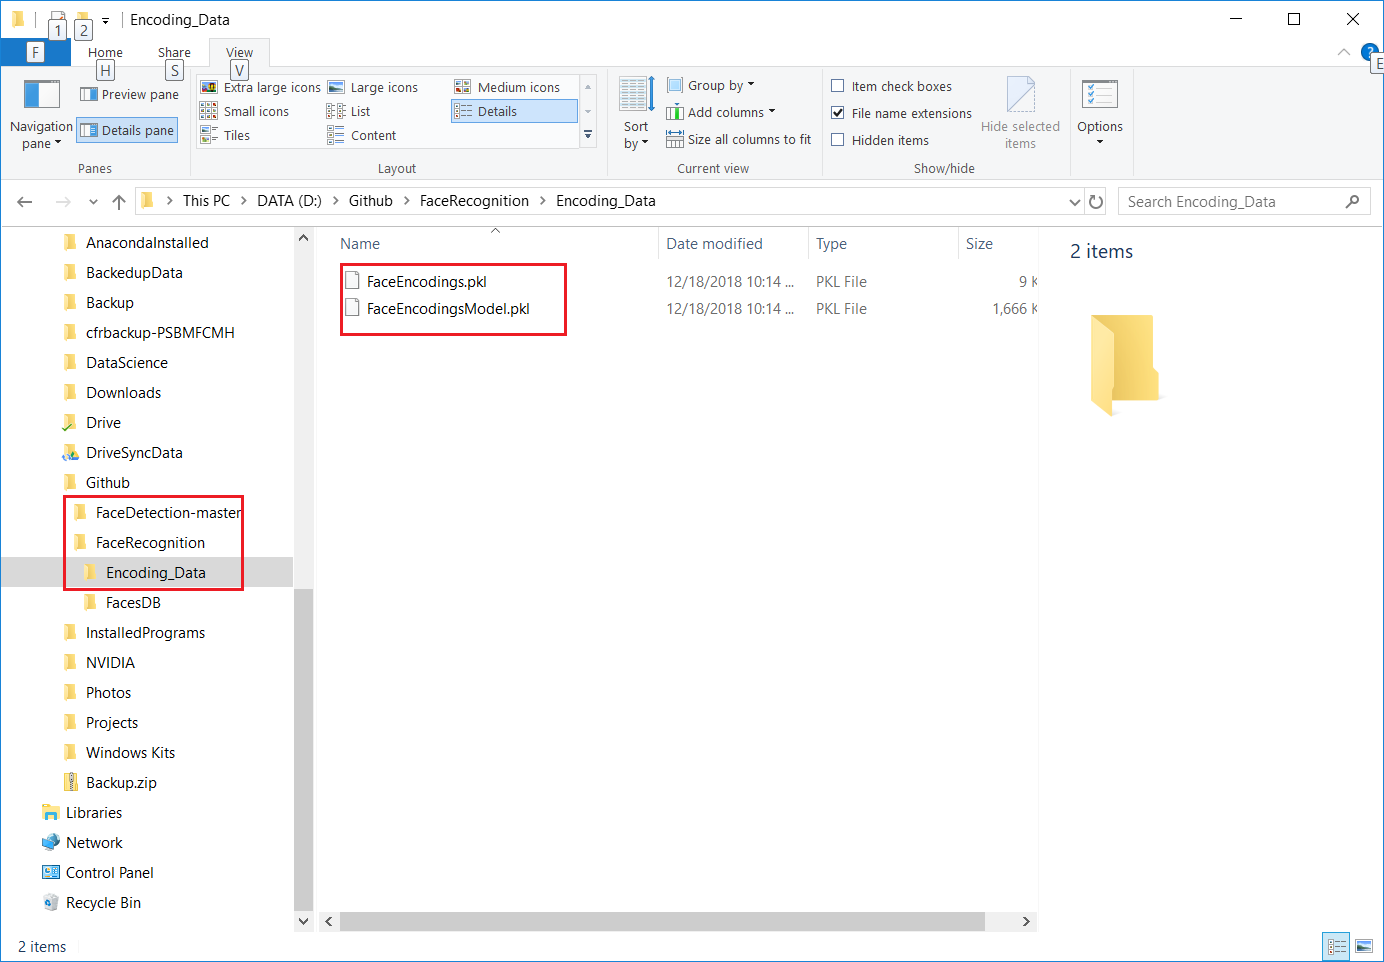 1 2 Encoding_Data
F Home Share View
H S V E
Navigation pane
Preview pane
Details pane
Panes
Extra large icons Large icons Medium icons
Small icons List Details
Tiles Content
Layout
Sort by
Group by
Add columns
Size all columns to fit
Current view
Item check boxes
File name extensions
Hidden items
Hide selected items
Show/hide
Options
This PC > DATA (D:) > Github > FaceRecognition > Encoding_Data
Search Encoding_Data
AnacondaInstalled
BackedupData
Backup
cfrbackup-PSBMFCMH
DataScience
Downloads
Drive
DriveSyncData
Github
FaceDetection-master
FaceRecognition
Encoding_Data
FacesDB
InstalledPrograms
NVIDIA
Photos
Projects
Windows Kits
Backup.zip
Libraries
Network
Control Panel
Recycle Bin
Name Date modified Type Size
FaceEncodings.pkl 12/18/2018 10:14 ... PKL File 9 K
FaceEncodingsModel.pkl 12/18/2018 10:14 ... PKL File 1,666 K
2 items
2 items